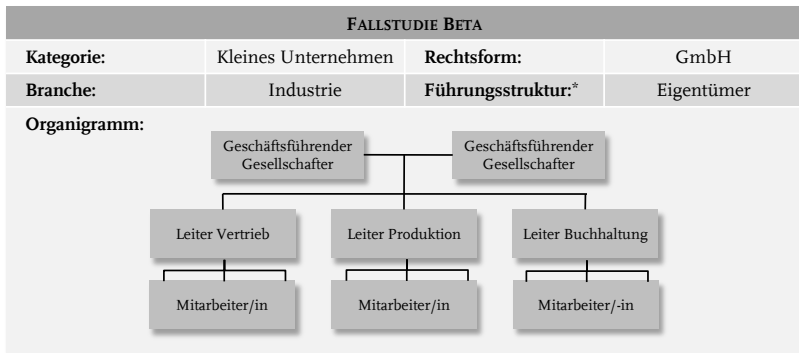 FALLSTUDIE BETA
Kategorie: Kleines Unternehmen Rechtsform: GmbH
Branche: Industrie Führungsstruktur:* Eigentümer
Organigramm:
Geschäftsführender
Gesellschafter
Geschäftsführender
Gesellschafter
Leiter Vertrieb
Leiter Produktion
Leiter Buchhaltung
Mitarbeiter/in
Mitarbeiter/in
Mitarbeiter/-in